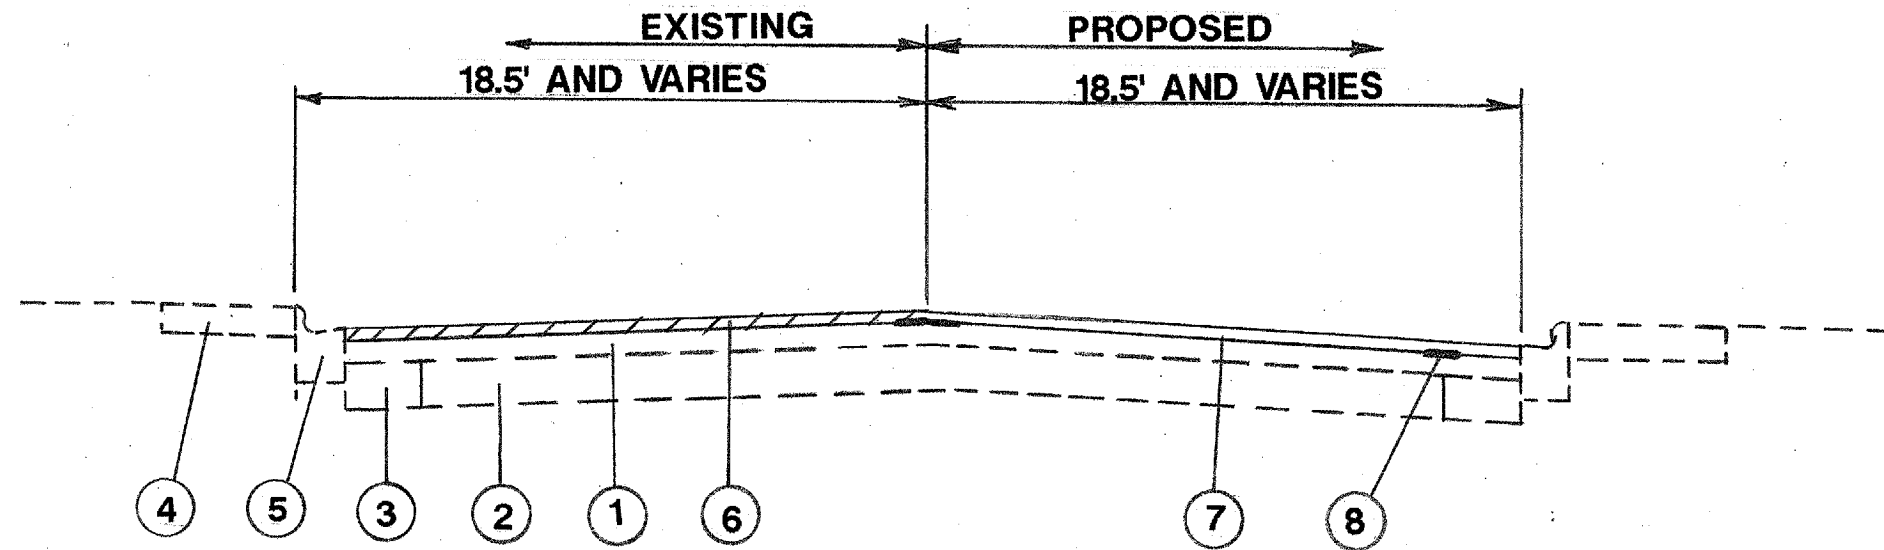 EXISTING PROPOSED
18.5' AND VARIES 18.5' AND VARIES
4 5 3 2 1 6 7 8